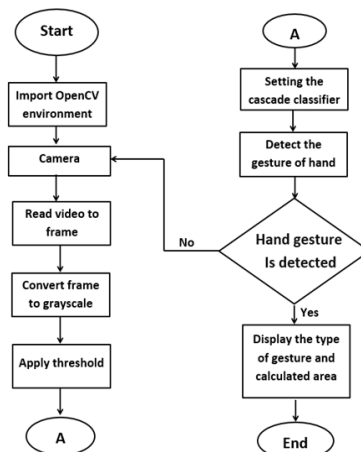 Start
Import OpenCV
environment
Camera
Read video to
frame
Convert frame
to grayscale
Apply threshold
A
A
Setting the
cascade classifier
Detect the
gesture of hand
Hand gesture
Is detected
No
Yes
Display the type
of gesture and
calculated area
End